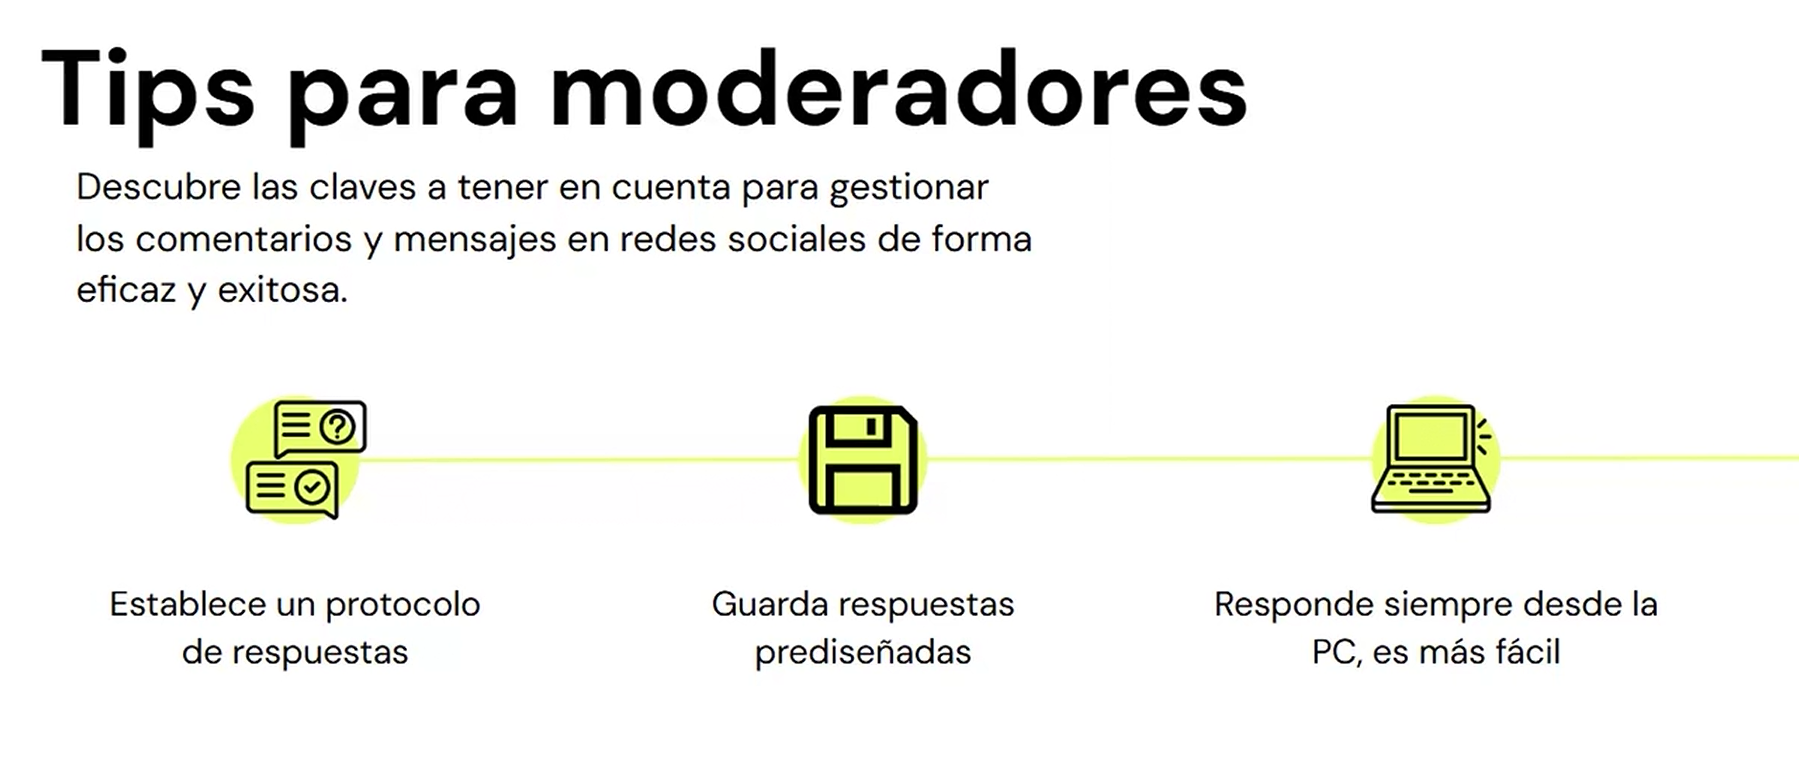 Tips para moderadores
Descubre las claves a tener en cuenta para gestionar
los comentarios y mensajes en redes sociales de forma
eficaz y exitosa.
Establece un protocolo
de respuestas
Guarda respuestas
prediseñadas
Responde siempre desde la
PC, es más fácil